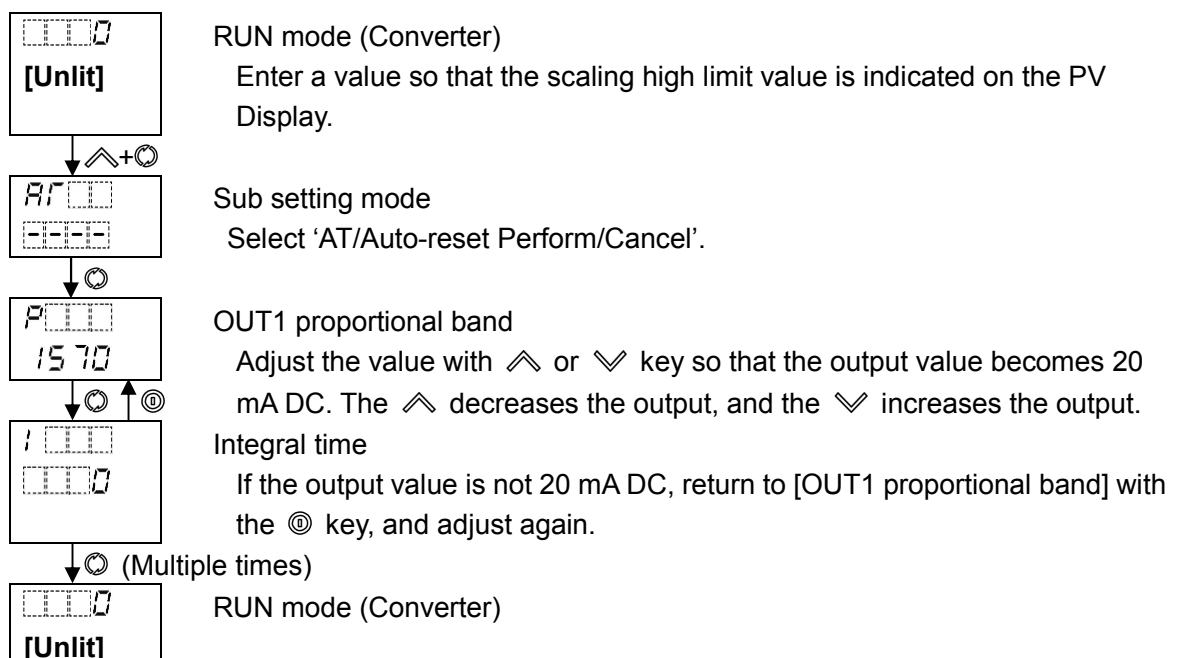 0 RUN mode (Converter)
[Unlit] Enter a value so that the scaling high limit value is indicated on the PV
Display.
+
AT Sub setting mode
---- Select ‘AT/Auto-reset Perform/Cancel’.
P OUT1 proportional band
1570 Adjust the value with or key so that the output value becomes 20
mA DC. The decreases the output, and the increases the output.
I Integral time
0 If the output value is not 20 mA DC, return to [OUT1 proportional band] with
the key, and adjust again.
(Multiple times)
0 RUN mode (Converter)
[Unlit]